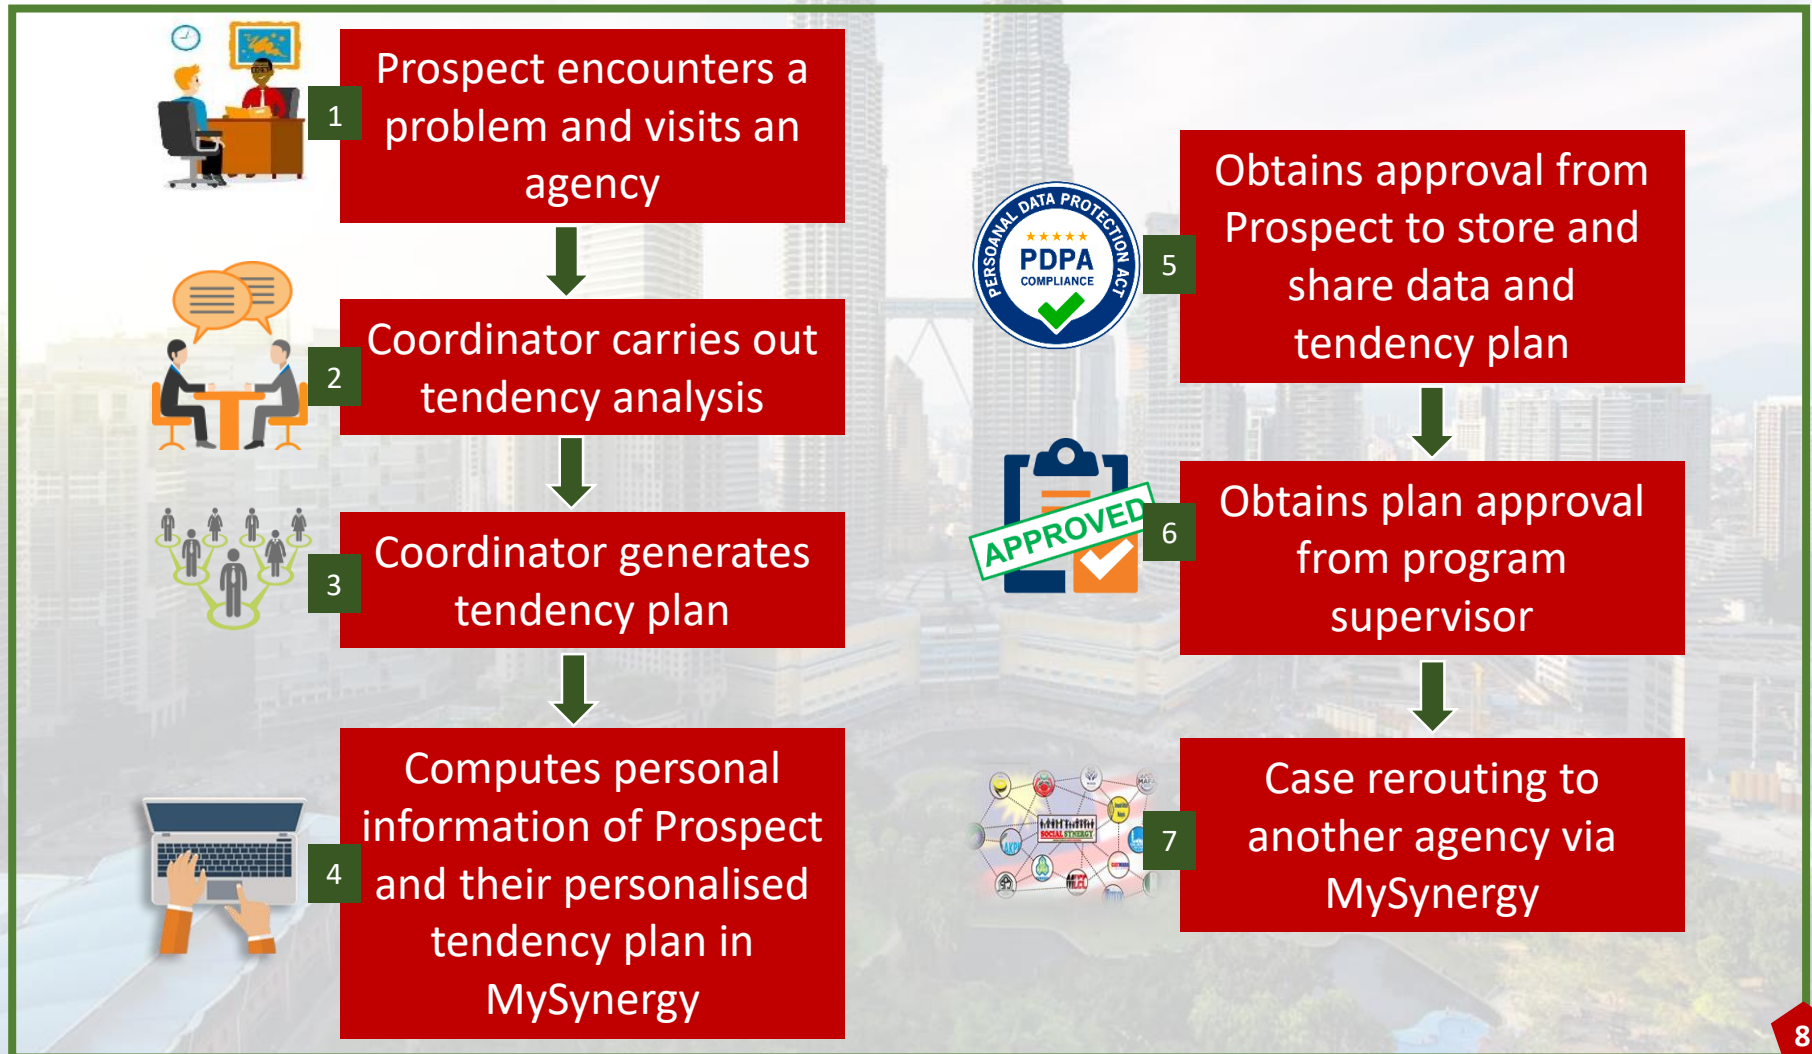 1
Prospect encounters a
problem and visits an
agency
2
Coordinator carries out
tendency analysis
3
Coordinator generates
tendency plan
4
Computes personal
information of Prospect
and their personalised
tendency plan in
MySynergy
PERSOANAL DATA PROTECTION ACT
PDPA
COMPLIANCE
5
Obtains approval from
Prospect to store and
share data and
tendency plan
APPROVED
6
Obtains plan approval
from program
supervisor
SOCIAL SYNERGY
7
Case rerouting to
another agency via
MySynergy
8